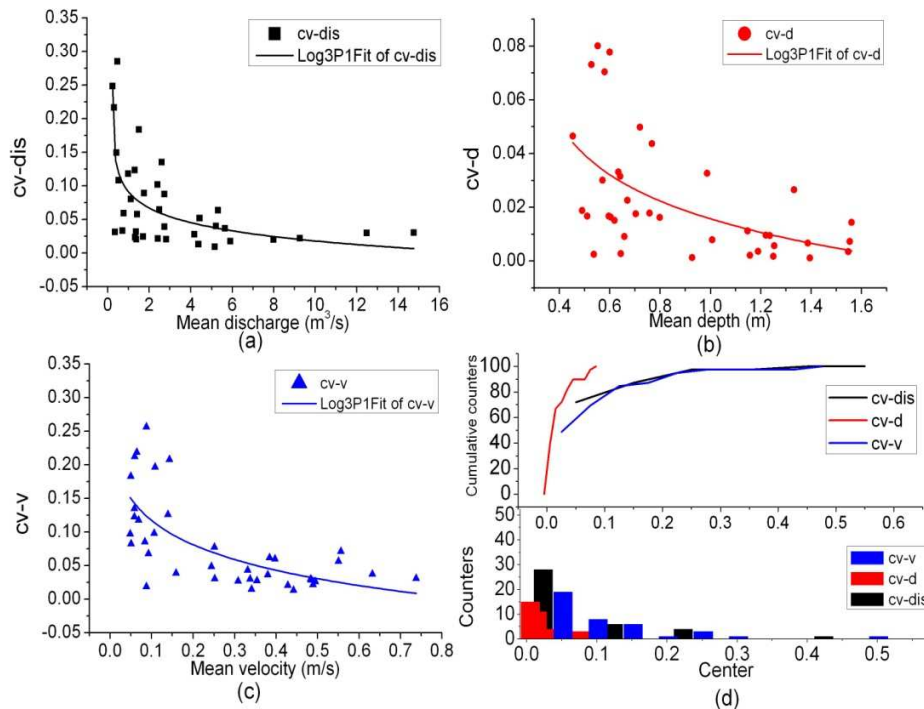 (a)
cv-dis
Log3P1Fit of cv-dis
cv-dis
0.35
0.30
0.25
0.20
0.15
0.10
0.05
0.00
-0.05
0 2 4 6 8 10 12 14 16
Mean discharge (m³/s)
(a)
cv-d
Log3P1Fit of cv-d
cv-d
0.08
0.06
0.04
0.02
0.00
0.4 0.6 0.8 1.0 1.2 1.4 1.6
Mean depth (m)
(b)
cv-v
Log3P1Fit of cv-v
cv-v
0.35
0.30
0.25
0.20
0.15
0.10
0.05
0.00
-0.05
0.0 0.1 0.2 0.3 0.4 0.5 0.6 0.7 0.8
Mean velocity (m/s)
(c)
Cumulative counters
100
80
60
40
20
0
cv-dis
cv-d
cv-v
0.0 0.1 0.2 0.3 0.4 0.5 0.6
Counters
50
40
30
20
10
0
cv-v
cv-d
cv-dis
0.0 0.1 0.2 0.3 0.4 0.5
Center
(d)